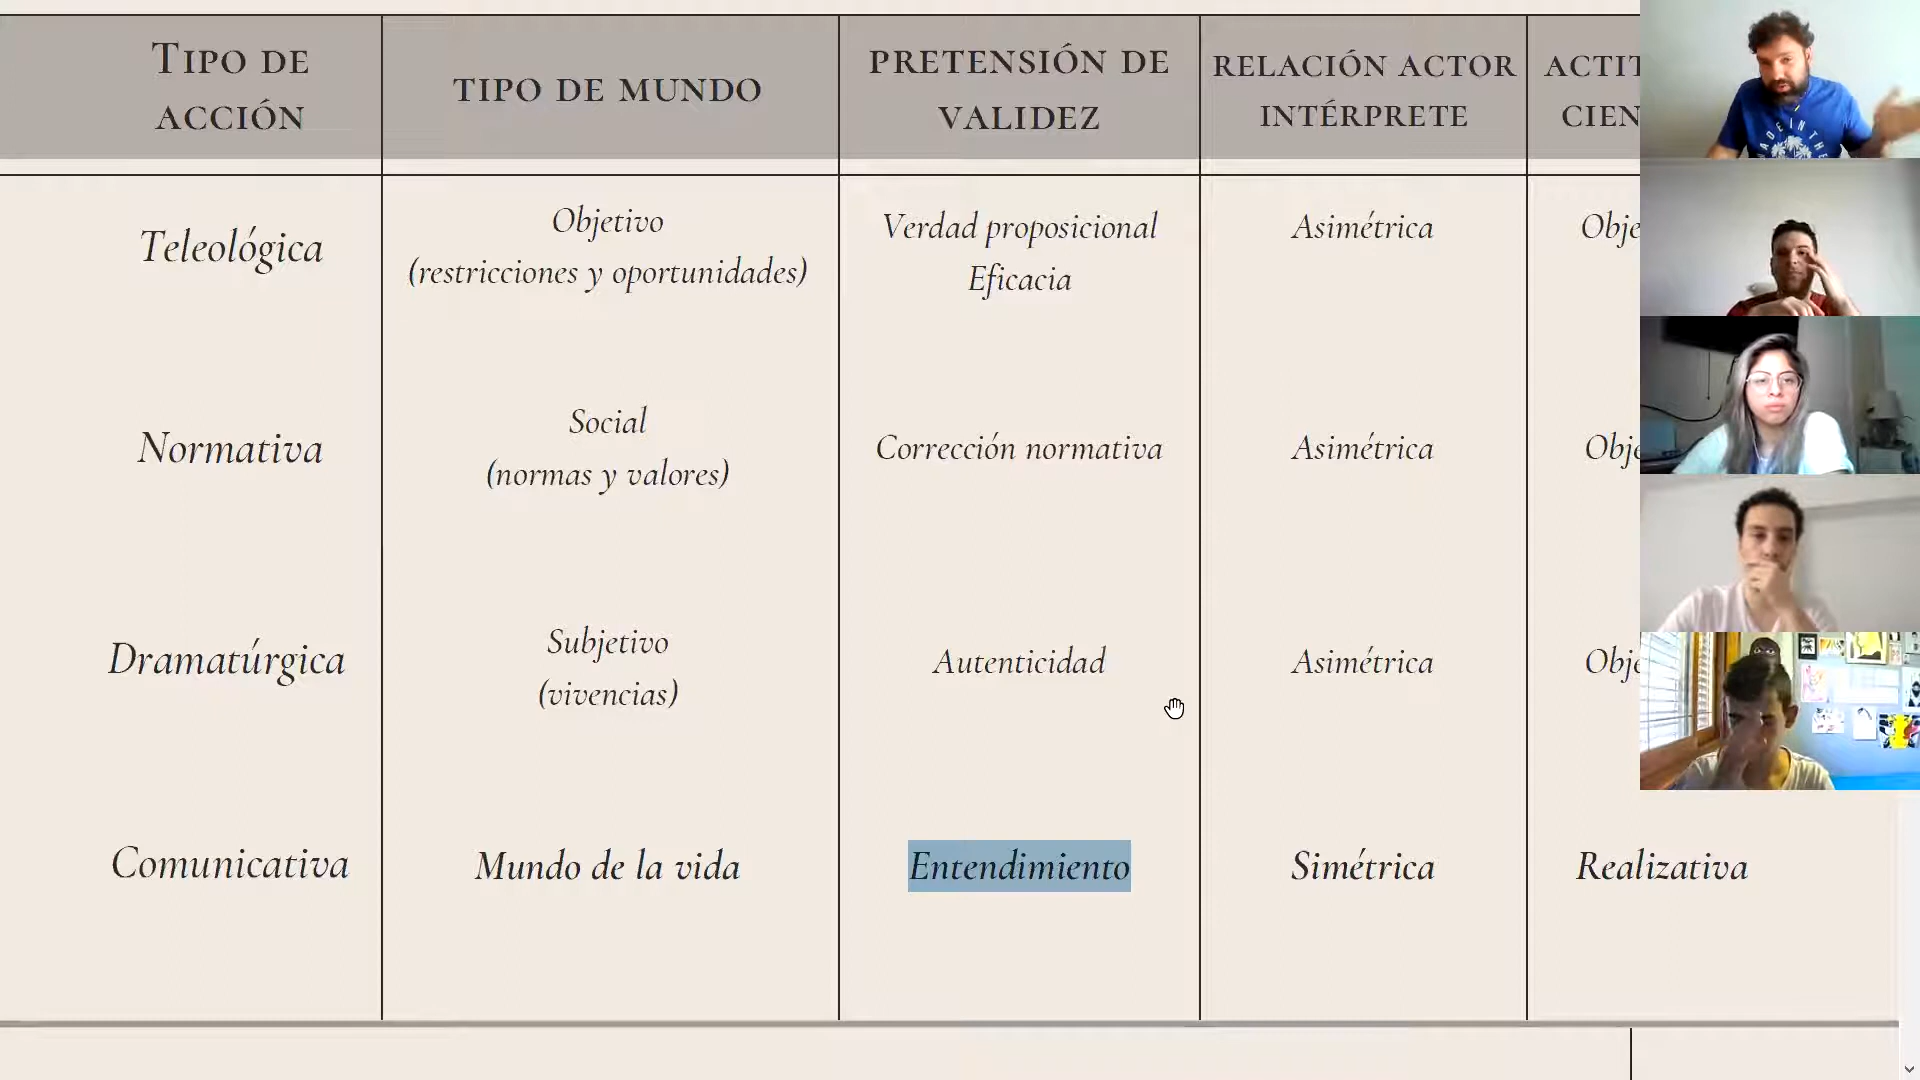 TIPO DE
ACCIÓN
TIPO DE MUNDO
PRETENSIÓN DE
VALIDEZ
RELACIÓN ACTOR
INTÉRPRETE
Teleológica
Objetivo
(restricciones y oportunidades)
Verdad proposicional
Eficacia
Asimétrica
Normativa
Social
(normas y valores)
Corrección normativa
Asimétrica
Dramatúrgica
Subjetivo
(vivencias)
Autenticidad
Asimétrica
Comunicativa
Mundo de la vida
Entendimiento
Simétrica
Realizativa